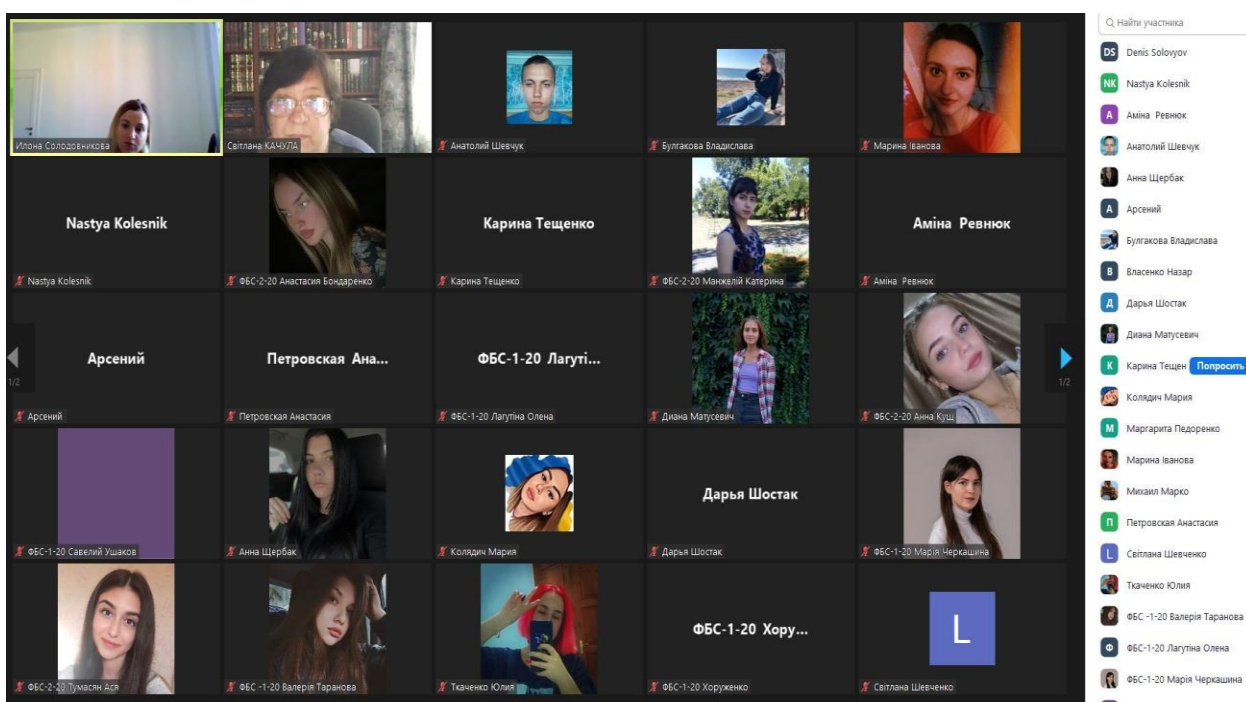 Илона Солодовникова
Світлана КАЧУЛА
Анатолий Шевчук
Булгакова Владислава
Марина Іванова
Nastya Kolesnik
Nastya Kolesnik
ФБС-2-20 Анастасия Бондаренко
Карина Тещенко
Карина Тещенко
ФБС-2-20 Манжелій Катерина
Аміна Ревнюк
Аміна Ревнюк
1/2
Арсений
Арсений
Петровская Ана...
Петровская Анастасия
ФБС-1-20 Лагуті...
ФБС-1-20 Лагутіна Олена
Диана Матусевич
ФБС-2-20 Анна Кущ
1/2
ФБС-1-20 Савелий Ушаков
Анна Щербак
Колядич Мария
Дарья Шостак
Дарья Шостак
ФБС-1-20 Марія Черкашина
ФБС-2-20 Тумасян Ася
ФБС -1-20 Валерія Таранова
Ткаченко Юлия
ФБС-1-20 Хору...
ФБС-1-20 Хоруженко
L
Світлана Шевченко
Найти участника
DS Denis Solovyov
NK Nastya Kolesnik
А Аміна Ревнюк
Анатолий Шевчук
Анна Щербак
А Арсений
Булгакова Владислава
В Власенко Назар
Д Дарья Шостак
Диана Матусевич
К Карина Тещен Попросить
Колядич Мария
М Маргарита Педоренко
Марина Іванова
Михаил Марко
П Петровская Анастасия
L Світлана Шевченко
Ткаченко Юлия
ФБС -1-20 Валерія Таранова
Ф ФБС-1-20 Лагутіна Олена
ФБС-1-20 Марія Черкашина